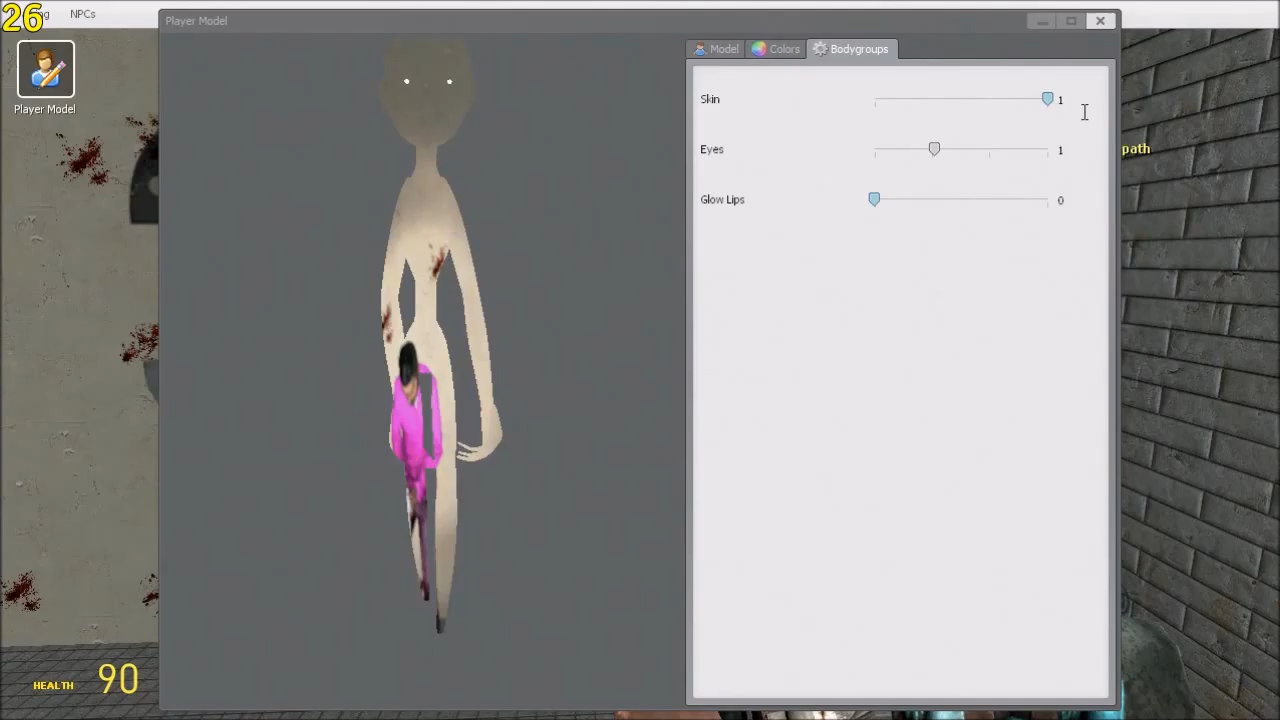 26
NPCs
Player Model
Player Model
Model
Colors
Bodygroups
Skin
1
Eyes
1
path
Glow Lips
0
HEALTH 90